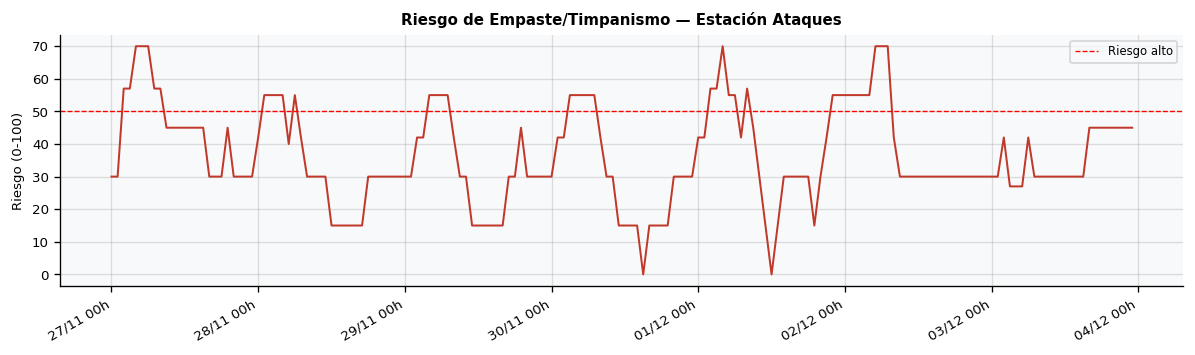 Riesgo de Empaste/Timpanismo — Estación Ataques
Riesgo alto
Riesgo (0-100)
70
60
50
40
30
20
10
0
27/11 00h
28/11 00h
29/11 00h
30/11 00h
01/12 00h
02/12 00h
03/12 00h
04/12 00h